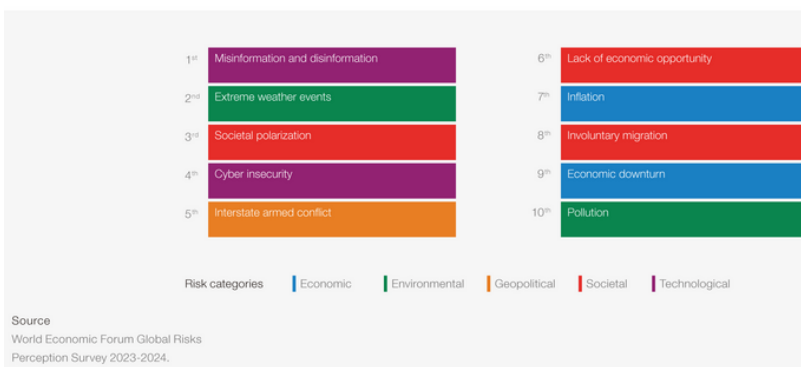 1st Misinformation and disinformation
2nd Extreme weather events
3rd Societal polarization
4th Cyber insecurity
5th Interstate armed conflict
6th Lack of economic opportunity
7th Inflation
8th Involuntary migration
9th Economic downturn
10th Pollution
Risk categories Economic Environmental Geopolitical Societal Technological
Source
World Economic Forum Global Risks
Perception Survey 2023-2024.